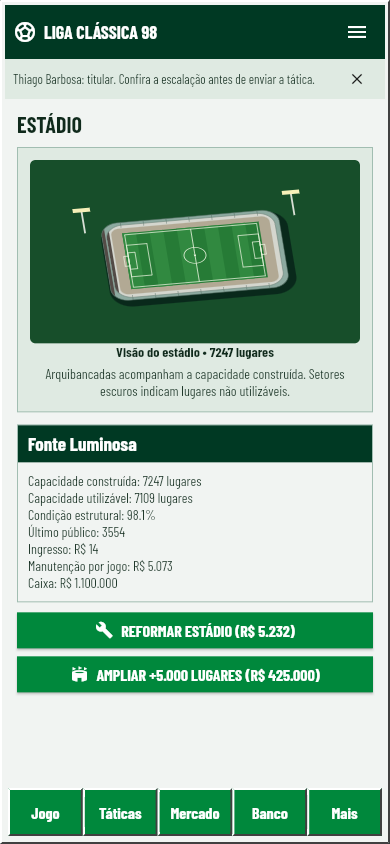 LIGA CLÁSSICA 98
Thiago Barbosa: titular. Confira a escalação antes de enviar a tática.
ESTÁDIO
Visão do estádio • 7247 lugares
Arquibancadas acompanham a capacidade construída. Setores
escuros indicam lugares não utilizáveis.
Fonte Luminosa
Capacidade construída: 7247 lugares
Capacidade utilizável: 7109 lugares
Condição estrutural: 98.1%
Último público: 3554
Ingresso: R$ 14
Manutenção por jogo: R$ 5.073
Caixa: R$ 1.100.000
REFORMAR ESTÁDIO (R$ 5.232)
AMPLIAR +5.000 LUGARES (R$ 425.000)
Jogo
Táticas
Mercado
Banco
Mais